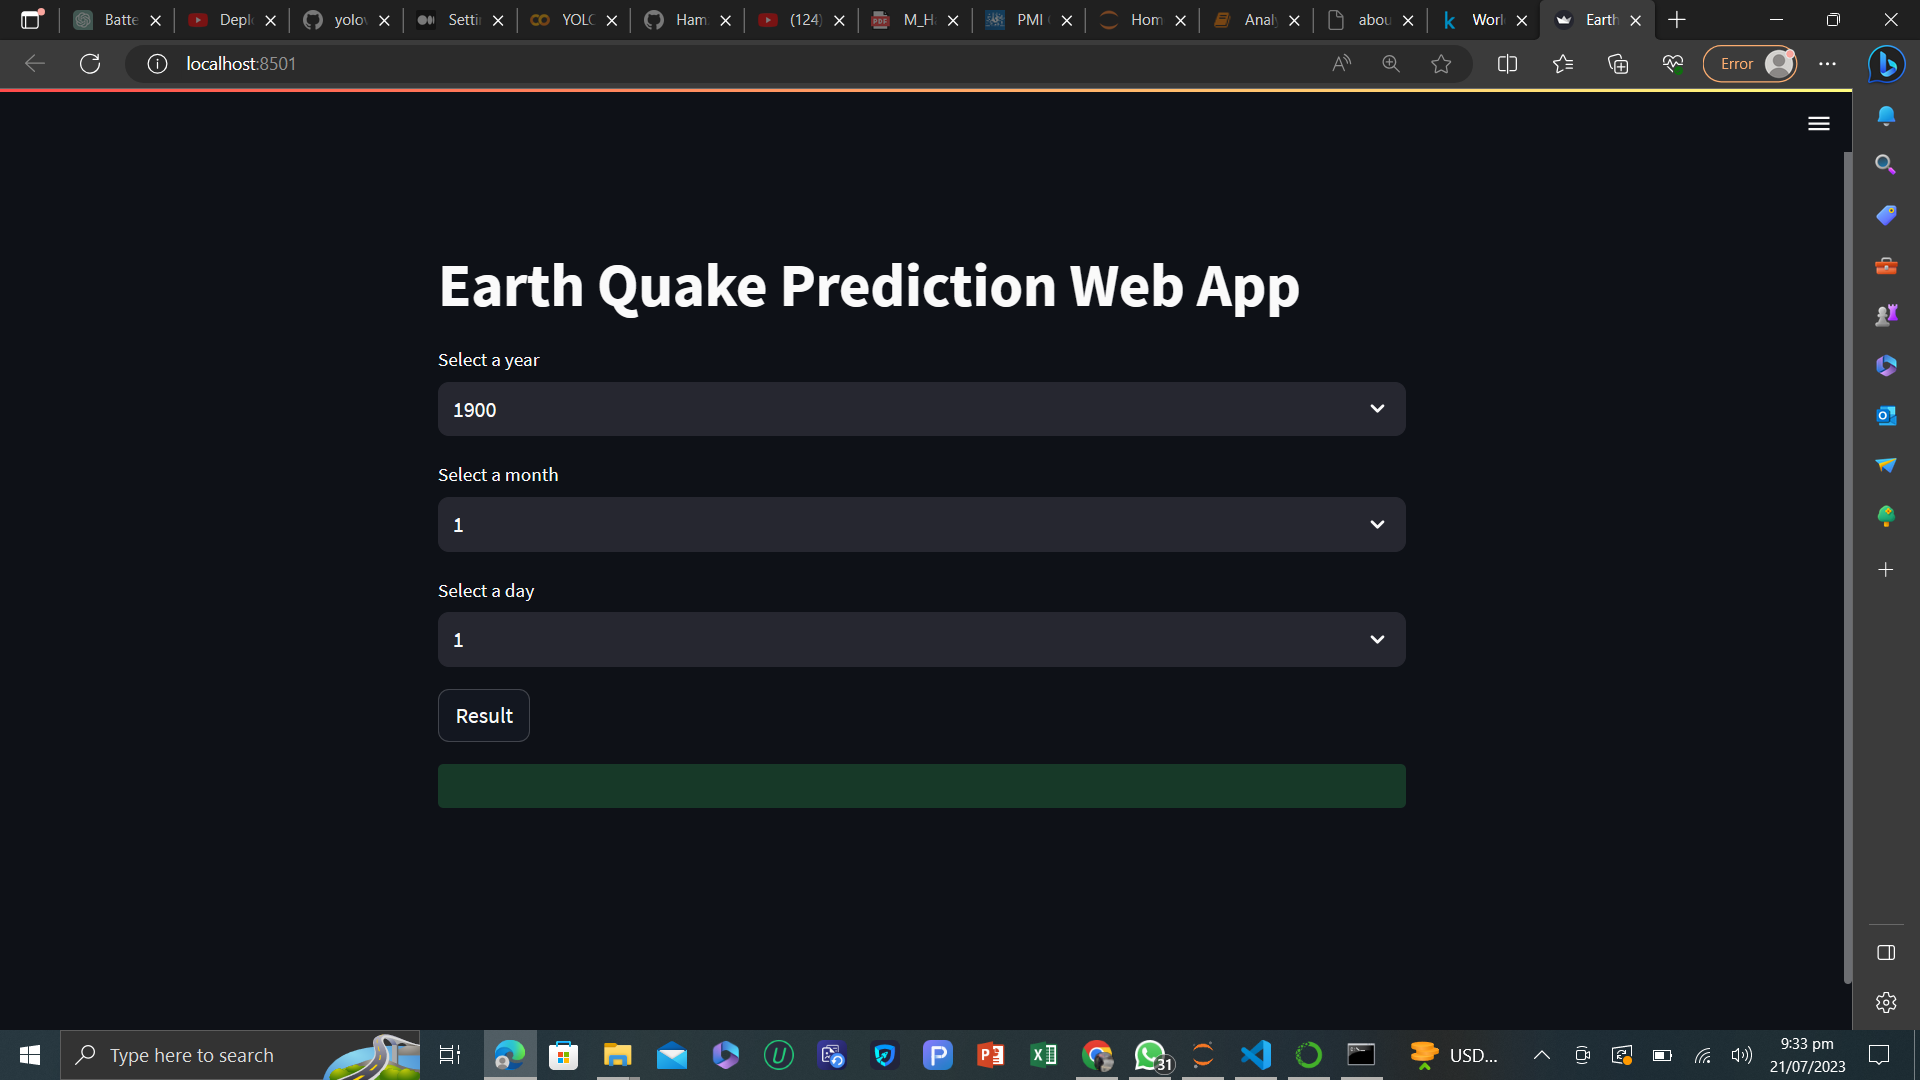 Batte
Depl
yolov
Setti
YOLO
Ham
(124)
M_H
PMI
Hom
Analy
abou
Worl
Earth
localhost:8501
Error
Earth Quake Prediction Web App
Select a year
1900
Select a month
1
Select a day
1
Result
Type here to search
31
USD...
9:33 pm
21/07/2023